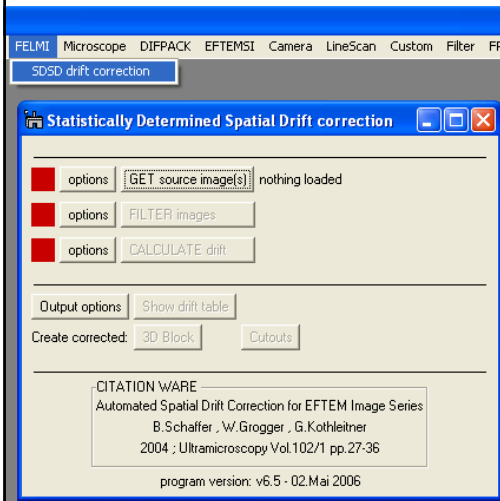 FELMI Microscope DIFPACK EFTEMSI Camera LineScan Custom Filter
SDSD drift correction
Statistically Determined Spatial Drift correction
options GET source image(s) nothing loaded
options FILTER images
options CALCULATE drift
Output options Show drift table
Create corrected: 3D Block Cutouts
CITATION WARE
Automated Spatial Drift Correction for EFTEM Image Series
B.Schaffer , W.Grogger , G.Kothleitner
2004 ; Ultramicroscopy Vol.102/1 pp.27-36
program version: v6.5 - 02.Mai 2006